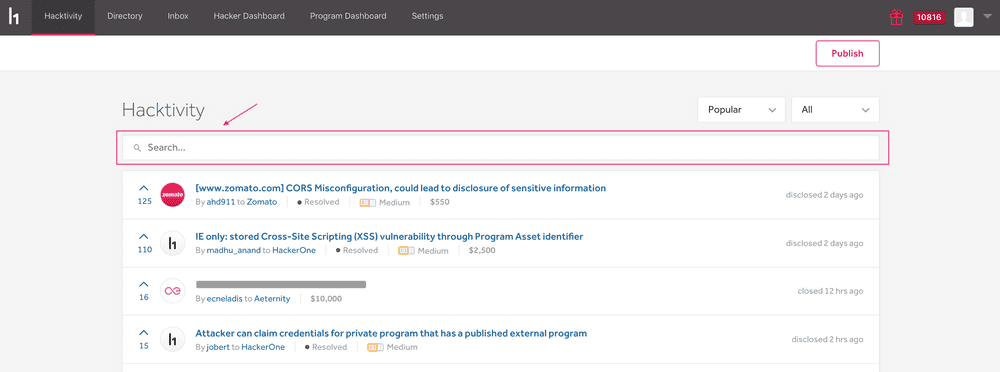 h Hacktivity Directory Inbox Hacker Dashboard Program Dashboard Settings 10816
Publish
Hacktivity Popular All
Search...
125 zomato [www.zomato.com] CORS Misconfiguration, could lead to disclosure of sensitive information disclosed 2 days ago
By ahd911 to Zomato Resolved Medium $550
110 h IE only: stored Cross-Site Scripting (XSS) vulnerability through Program Asset identifier disclosed 2 days ago
By madhu_anand to HackerOne Resolved Medium $2,500
16 closed 12 hrs ago
By ecneladis to Aeternity $10,000
15 h Attacker can claim credentials for private program that has a published external program disclosed 2 hrs ago
By jobert to HackerOne Resolved Medium